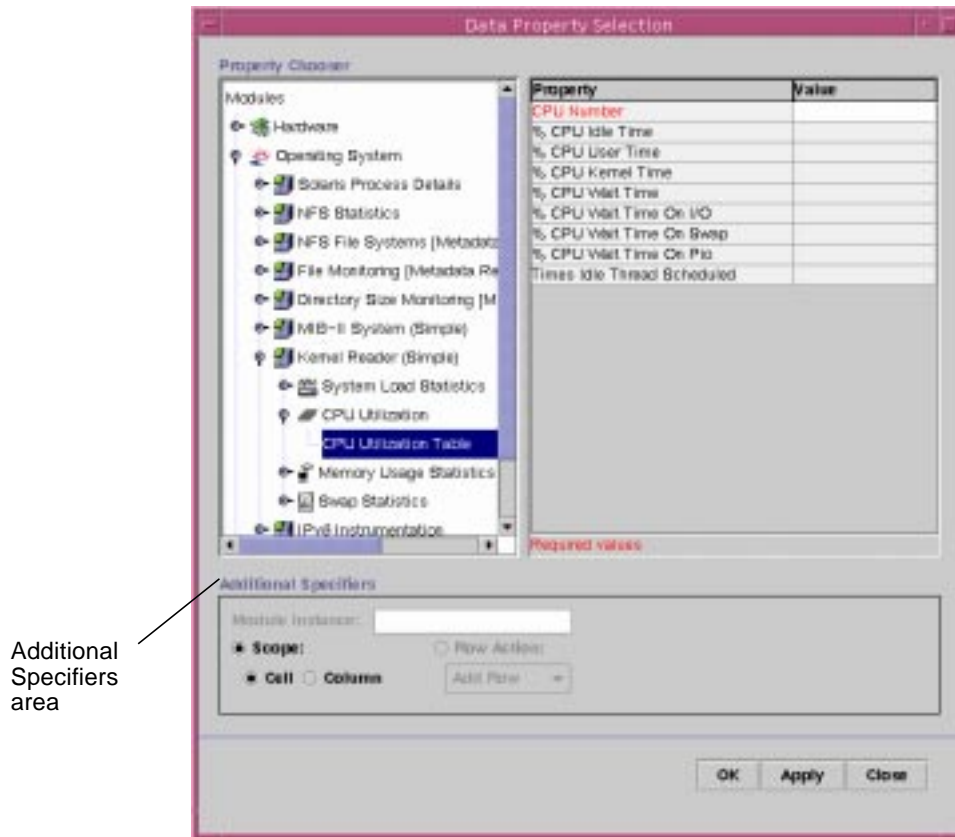 Data Property Selection
Property Chooser
Modules
Hardware
Operating System
Solaris Process Details
NFS Statistics
NFS File Systems [Metadata
File Monitoring [Metadata Re
Directory Size Monitoring [M
MIB-II System (Simple)
Kernel Reader (Simple)
System Load Statistics
CPU Utilization
CPU Utilization Table
Memory Usage Statistics
Swap Statistics
IPv6 Instrumentation
Property Value
CPU Number
% CPU Idle Time
% CPU User Time
% CPU Kernel Time
% CPU Wait Time
% CPU Wait Time On I/O
% CPU Wait Time On Swap
% CPU Wait Time On Pio
Times Idle Thread Scheduled
Required values
Additional Specifiers
Module Instance:
Scope: Row Action:
Cell Column Add Row
Additional
Specifiers
area
OK Apply Close